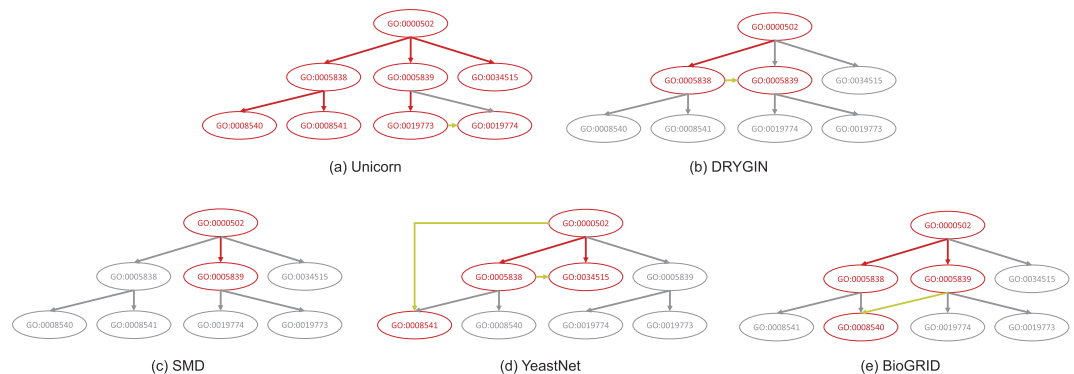 GO:0000502
GO:0005838 GO:0005839 GO:0034515
GO:0008540 GO:0008541 GO:0019773 GO:0019774
(a) Unicorn
GO:0000502
GO:0005838 GO:0005839 GO:0034515
GO:0008540 GO:0008541 GO:0019774 GO:0019773
(b) DRYGIN
GO:0000502
GO:0005838 GO:0005839 GO:0034515
GO:0008540 GO:0008541 GO:0019774 GO:0019773
(c) SMD
GO:0000502
GO:0005838 GO:0034515 GO:0005839
GO:0008541 GO:0008540 GO:0019774 GO:0019773
(d) YeastNet
GO:0000502
GO:0005838 GO:0005839 GO:0034515
GO:0008541 GO:0008540 GO:0019774 GO:0019773
(e) BioGRID